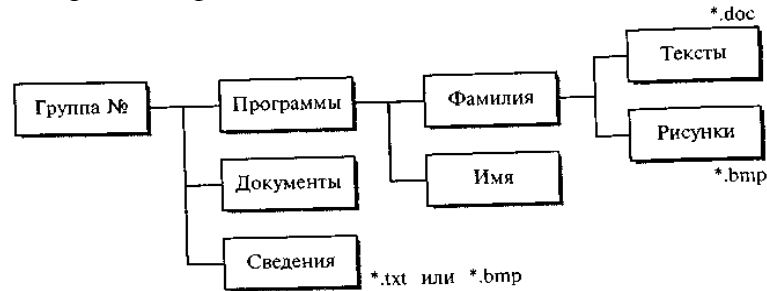 *.doc
Тексты
Группа № Программы Фамилия
Рисунки
Документы Имя
*.bmp
Сведения
*.txt или *.bmp